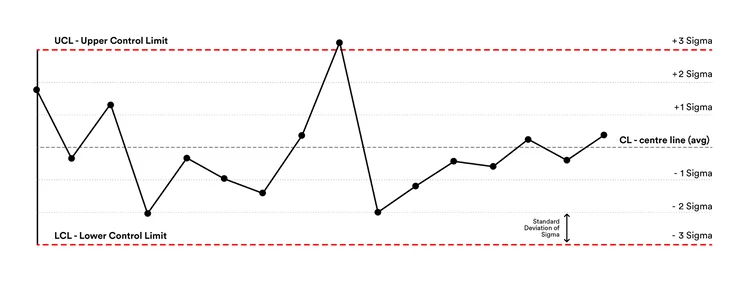 UCL - Upper Control Limit
+3 Sigma
+2 Sigma
+1 Sigma
CL - centre line (avg)
- 1 Sigma
- 2 Sigma
Standard
Deviation of
Sigma
LCL - Lower Control Limit
- 3 Sigma